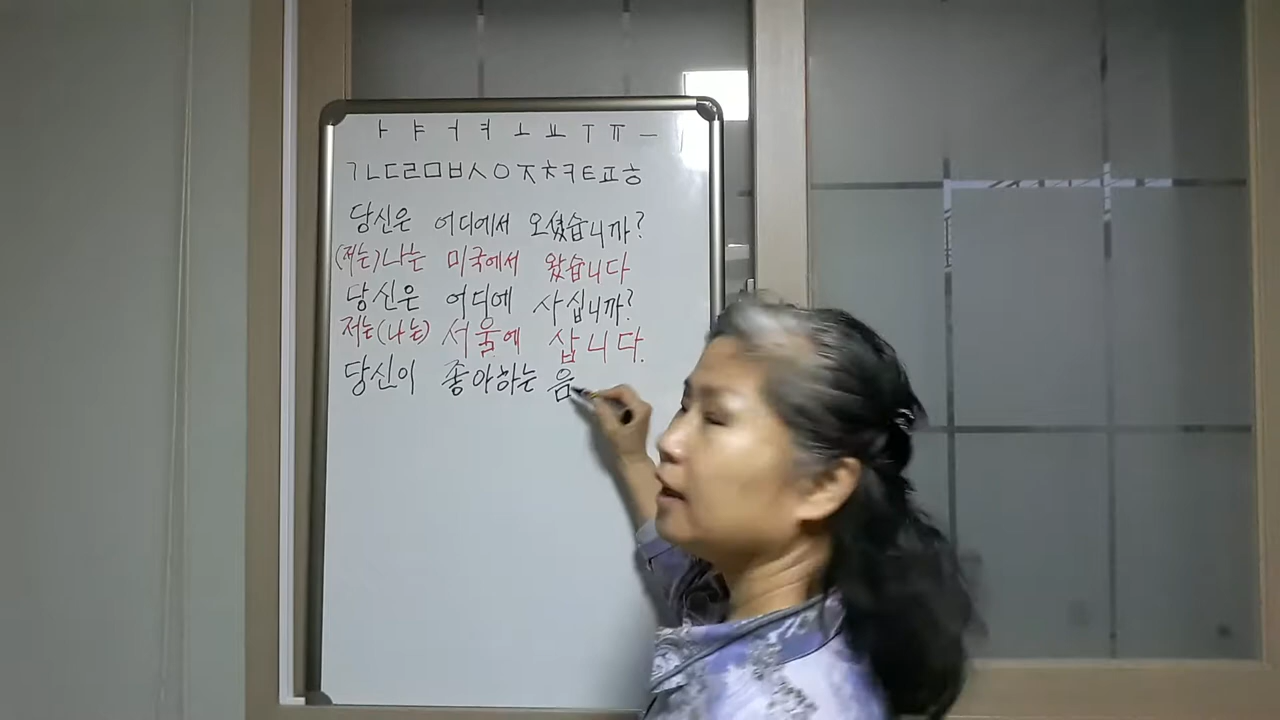 ㅏ ㅑ ㅓ ㅕ ㅗ ㅛ ㅜ ㅠ ㅡ ㅣ
ㄱㄴㄷㄹㅁㅂㅅㅇㅈㅊㅋㅌㅍㅎ
당신은 어디에서 오셨습니까?
(저는)나는 미국에서 왔습니다
당신은 어디에 사십니까?
저는(나는) 서울에 삽니다.
당신이 좋아하는 음